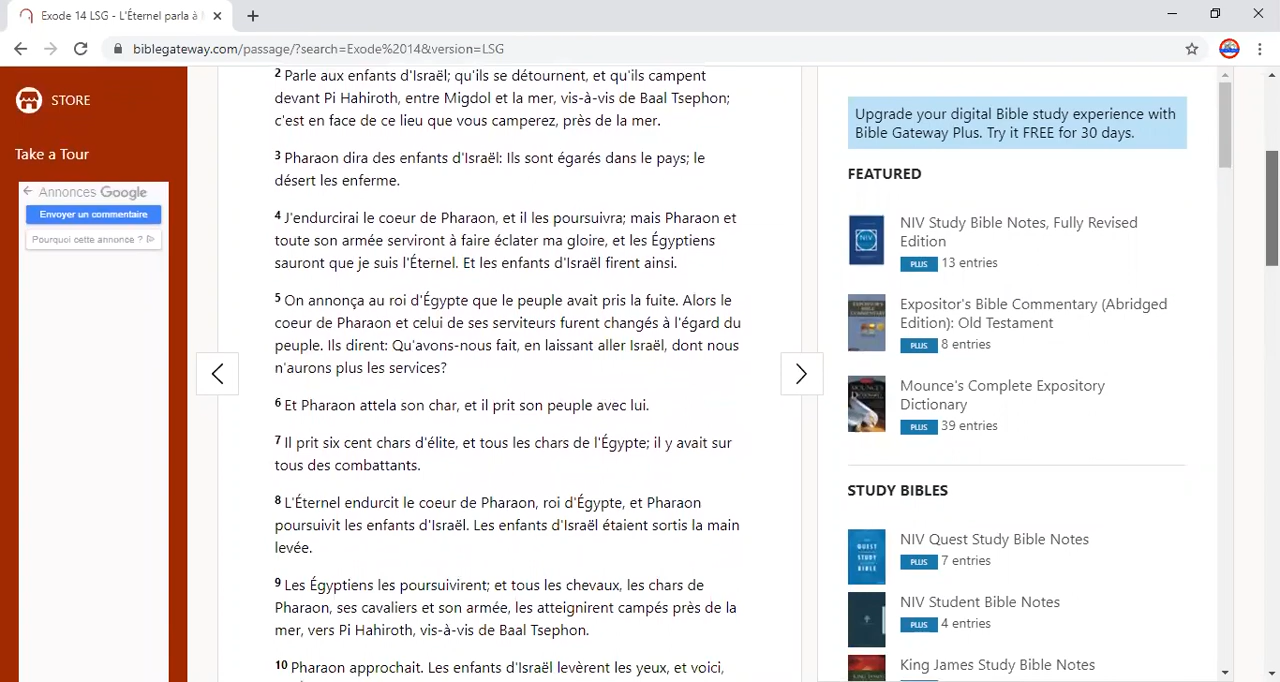 Exode 14 LSG - L'Éternel parla à M
biblegateway.com/passage/?search=Exode%2014&version=LSG
STORE
Take a Tour
Annonces Google
Envoyer un commentaire
Pourquoi cette annonce ?
2 Parle aux enfants d'Israël; qu'ils se détournent, et qu'ils campent
devant Pi Hahiroth, entre Migdol et la mer, vis-à-vis de Baal Tsephon;
c'est en face de ce lieu que vous camperez, près de la mer.
3 Pharaon dira des enfants d'Israël: Ils sont égarés dans le pays; le
désert les enferme.
4 J'endurcirai le coeur de Pharaon, et il les poursuivra; mais Pharaon et
toute son armée serviront à faire éclater ma gloire, et les Égyptiens
sauront que je suis l'Éternel. Et les enfants d'Israël firent ainsi.
5 On annonça au roi d'Égypte que le peuple avait pris la fuite. Alors le
coeur de Pharaon et celui de ses serviteurs furent changés à l'égard du
peuple. Ils dirent: Qu'avons-nous fait, en laissant aller Israël, dont nous
n'aurons plus les services?
6 Et Pharaon attela son char, et il prit son peuple avec lui.
7 Il prit six cent chars d'élite, et tous les chars de l'Égypte; il y avait sur
tous des combattants.
8 L'Éternel endurcit le coeur de Pharaon, roi d'Égypte, et Pharaon
poursuivit les enfants d'Israël. Les enfants d'Israël étaient sortis la main
levée.
9 Les Égyptiens les poursuivirent; et tous les chevaux, les chars de
Pharaon, ses cavaliers et son armée, les atteignirent campés près de la
mer, vers Pi Hahiroth, vis-à-vis de Baal Tsephon.
10 Pharaon approchait. Les enfants d'Israël levèrent les yeux, et voici,
Upgrade your digital Bible study experience with
Bible Gateway Plus. Try it FREE for 30 days.
FEATURED
NIV Study Bible Notes, Fully Revised
Edition
PLUS 13 entries
Expositor's Bible Commentary (Abridged
Edition): Old Testament
PLUS 8 entries
Mounce's Complete Expository
Dictionary
PLUS 39 entries
STUDY BIBLES
NIV Quest Study Bible Notes
PLUS 7 entries
NIV Student Bible Notes
PLUS 4 entries
King James Study Bible Notes